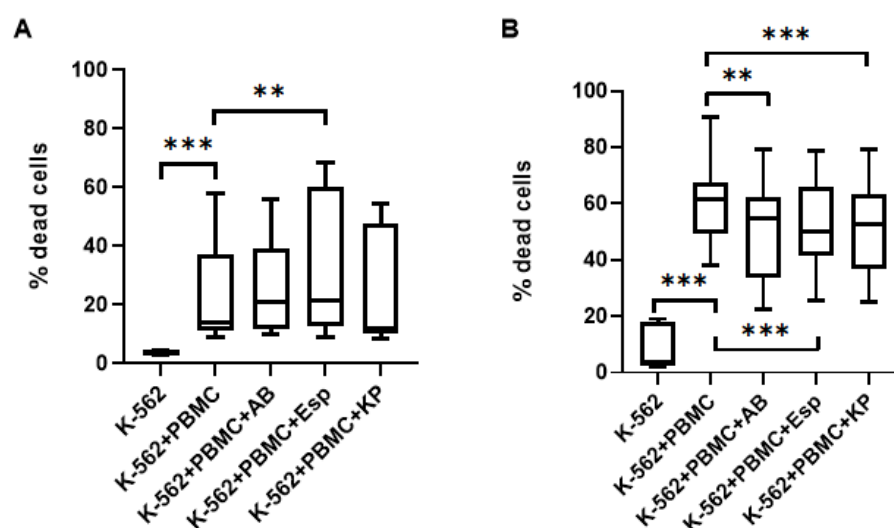 A
% dead cells
100
80
60
40
20
0
***
**
K-562
K-562+PBMC
K-562+PBMC+AB
K-562+PBMC+Esp
K-562+PBMC+KP
B
% dead cells
100
80
60
40
20
0
***
**
***
***
K-562
K-562+PBMC
K-562+PBMC+AB
K-562+PBMC+Esp
K-562+PBMC+KP